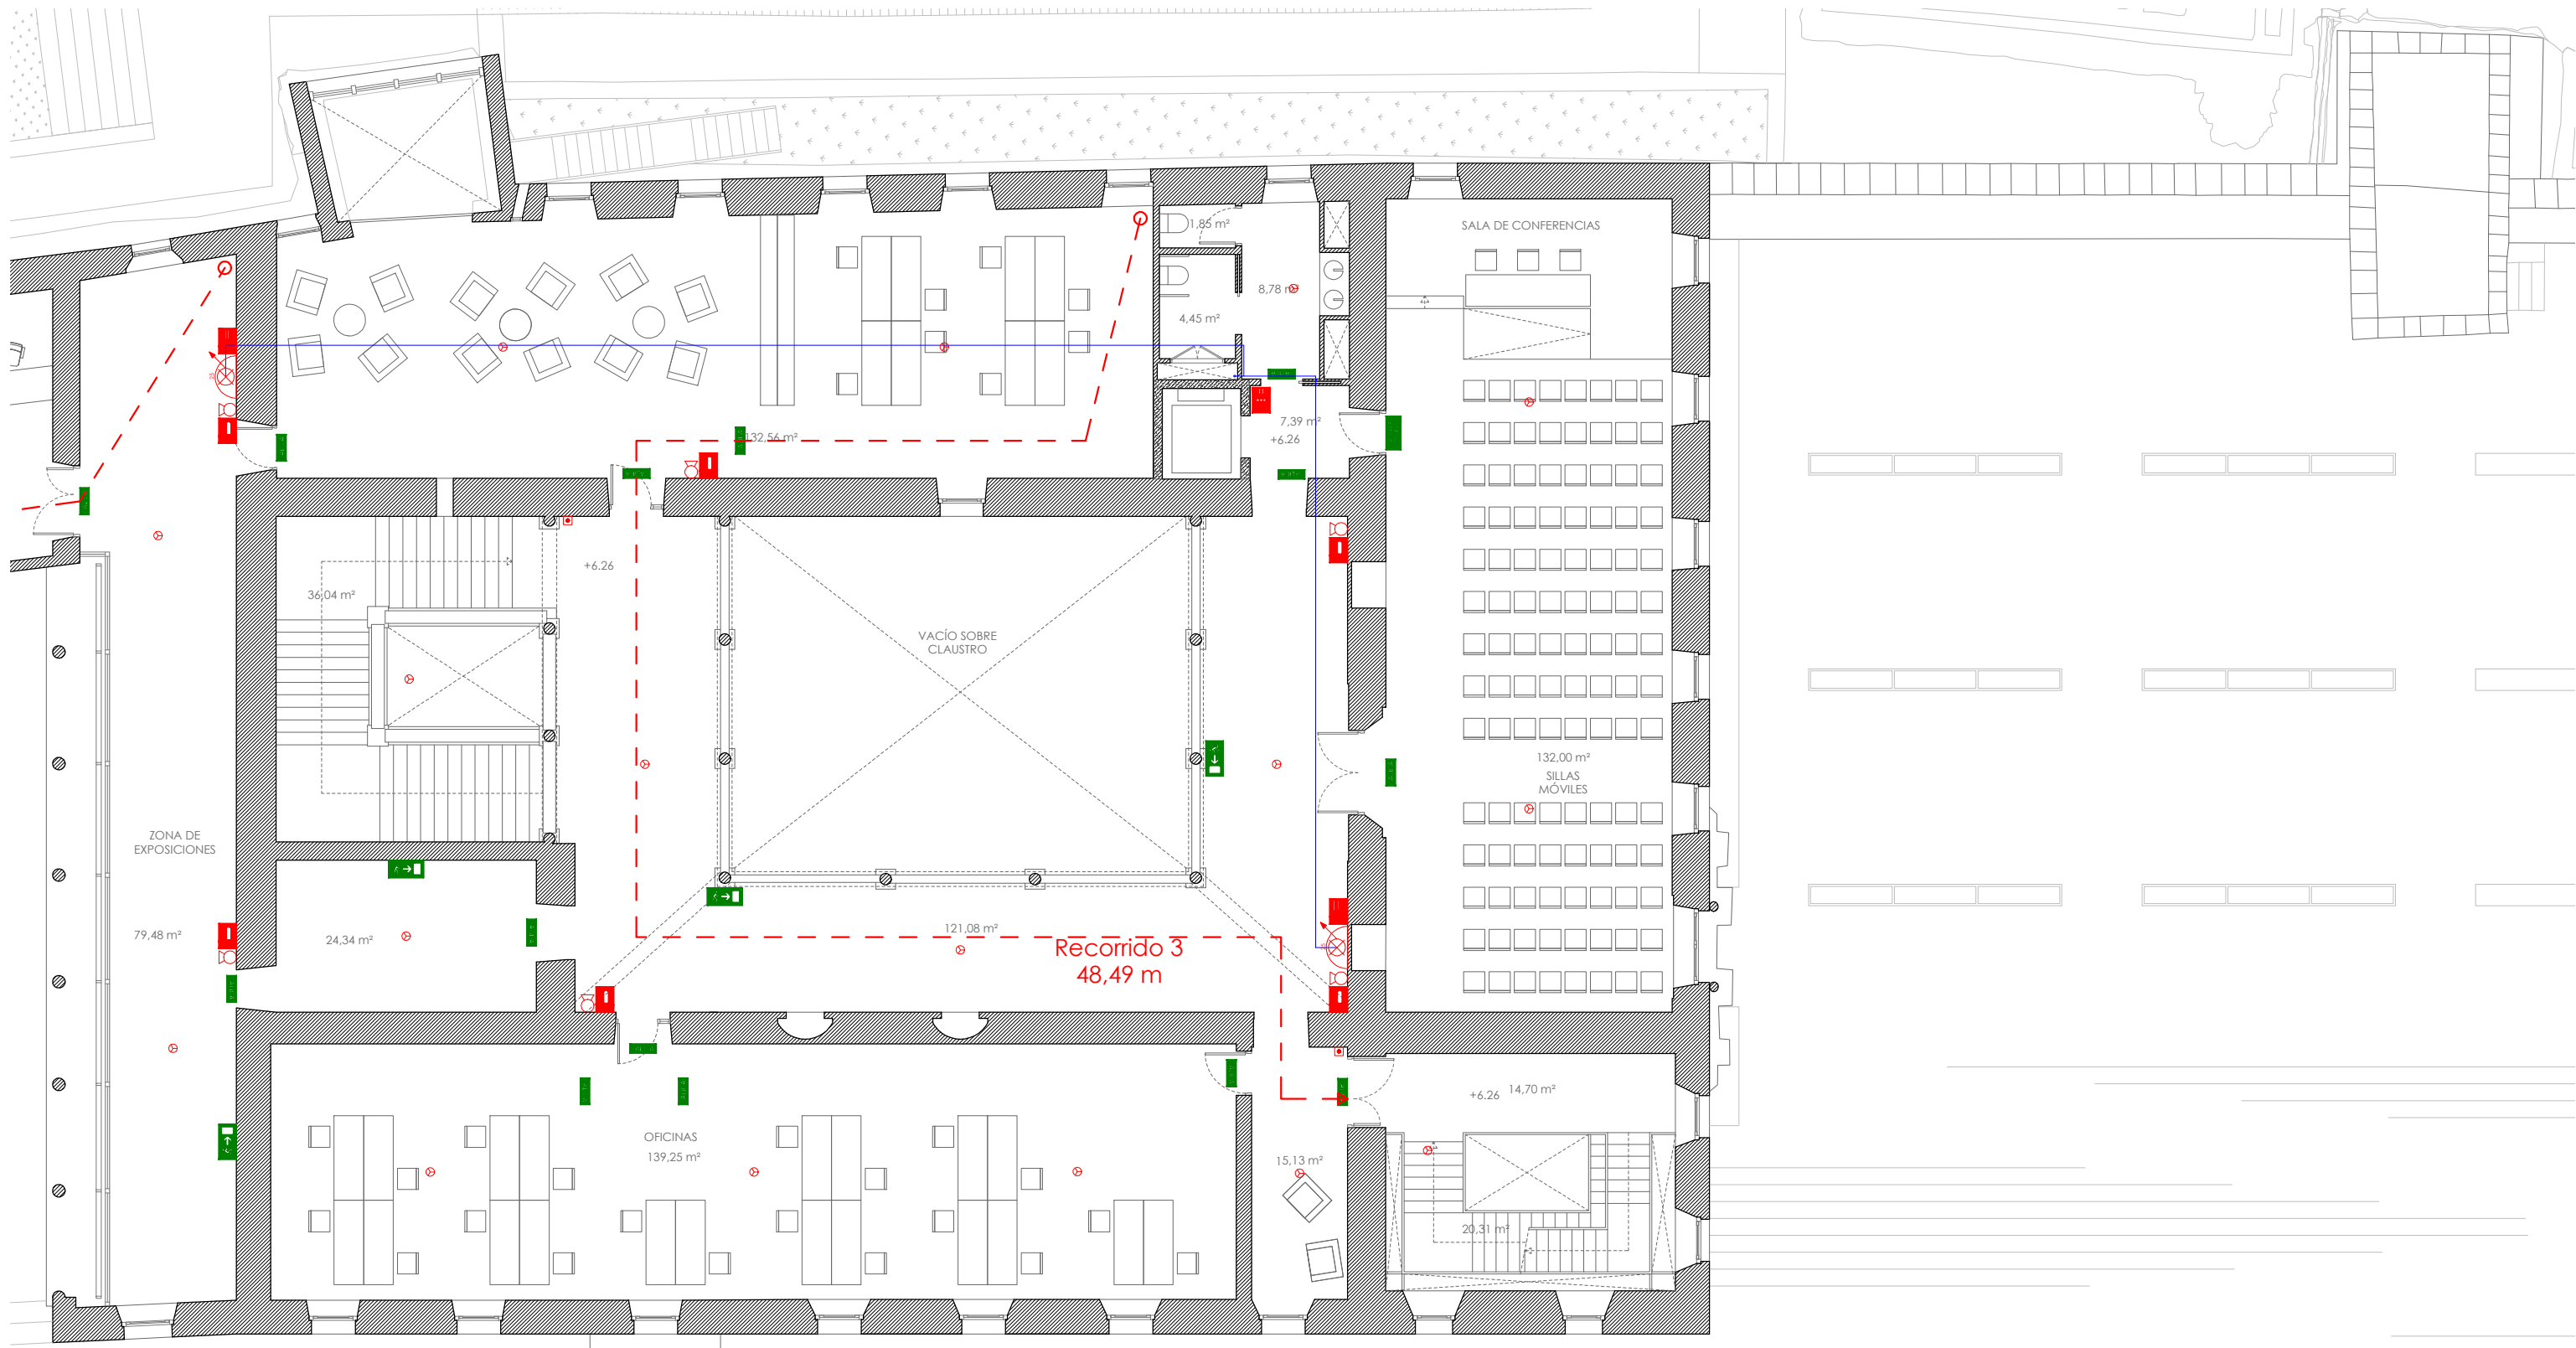 SALA DE CONFERENCIAS
1,85 m²
8,78 m²
4,45 m²
7,39 m²
+6.26
132,56 m²
+6.26
36,04 m²
VACÍO SOBRE
CLAUSTRO
132,00 m²
SILLAS
MÓVILES
ZONA DE
EXPOSICIONES
79,48 m²
24,34 m²
121,08 m²
Recorrido 3
48,49 m
+6.26
14,70 m²
OFICINAS
139,25 m²
15,13 m²
20,31 m²